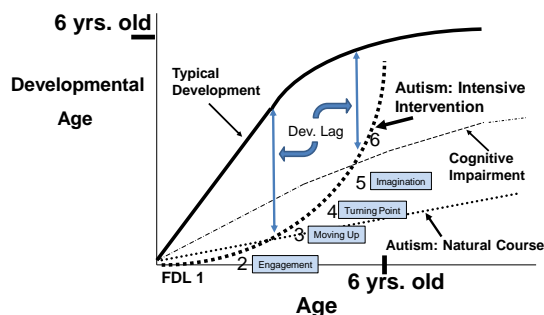 6 yrs. old
Developmental
Age
Typical
Development
Dev. Lag
Autism: Intensive
Intervention
6
Cognitive
Impairment
5 Imagination
4 Turning Point
3 Moving Up
Autism: Natural Course
2 Engagement
FDL 1
6 yrs. old
Age